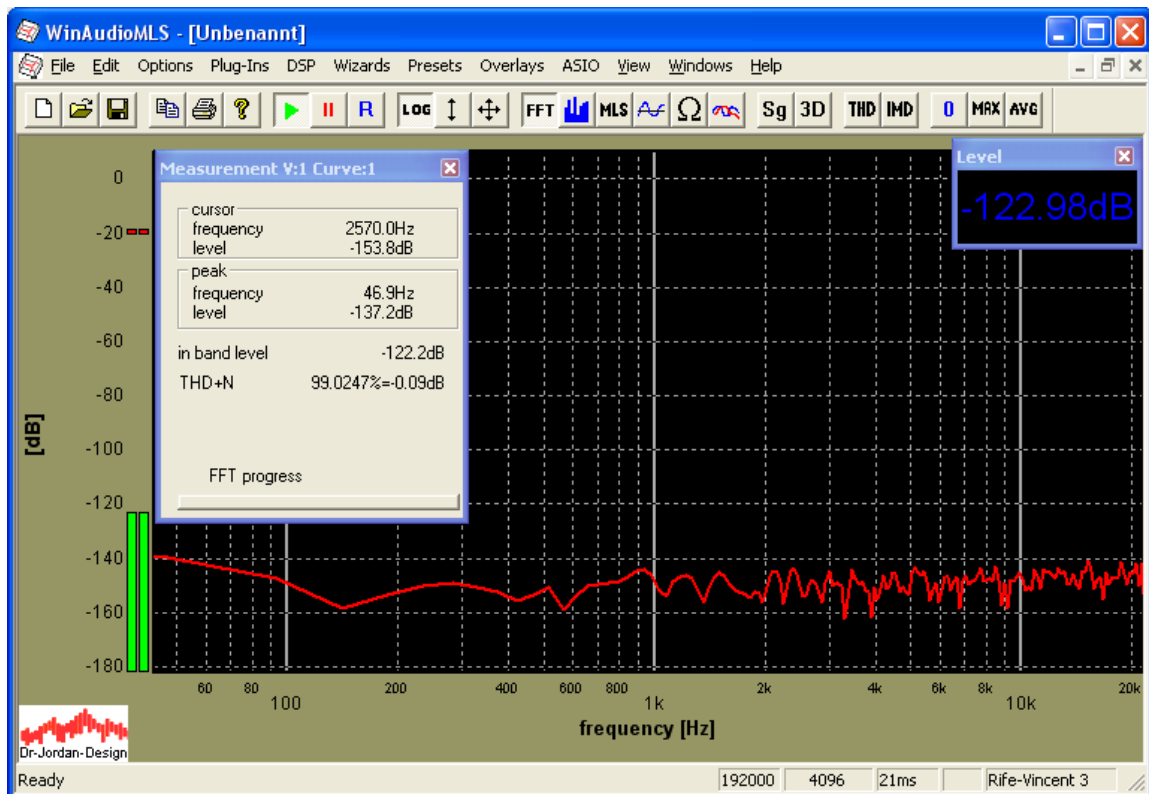 WinAudioMLS - [Unbenannt]
File Edit Options Plug-Ins DSP Wizards Presets Overlays ASIO View Windows Help
R LOG FFT MLS Ω Sg 3D THD IMD 0 MAX AVG
Measurement V:1 Curve:1
cursor
frequency 2570.0Hz
level -153.8dB
peak
frequency 46.9Hz
level -137.2dB
in band level -122.2dB
THD+N 99.0247%=-0.09dB
FFT progress
Level
-122.98dB
[dB]
0
-20
-40
-60
-80
-100
-120
-140
-160
-180
60 80 100 200 400 600 800 1k 2k 4k 6k 8k 10k 20k
frequency [Hz]
Dr-Jordan-Design
Ready 192000 4096 21ms Rife-Vincent 3